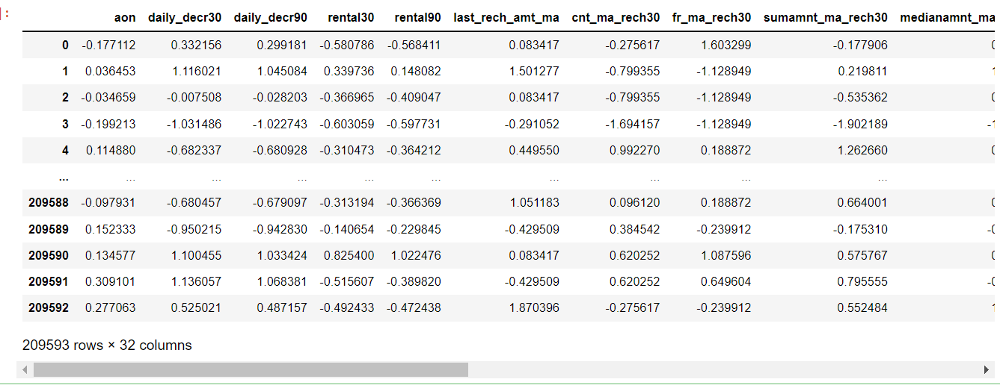 :
aon daily_decr30 daily_decr90 rental30 rental90 last_rech_amt_ma cnt_ma_rech30 fr_ma_rech30 sumamnt_ma_rech30 medianamnt_ma
0 -0.177112 0.332156 0.299181 -0.580786 -0.568411 0.083417 -0.275617 1.603299 -0.177906
1 0.036453 1.116021 1.045084 0.339736 0.148082 1.501277 -0.799355 -1.128949 0.219811
2 -0.034659 -0.007508 -0.028203 -0.366965 -0.409047 0.083417 -0.799355 -1.128949 -0.535362
3 -0.199213 -1.031486 -1.022743 -0.603059 -0.597731 -0.291052 -1.694157 -1.128949 -1.902189
4 0.114880 -0.682337 -0.680928 -0.310473 -0.364212 0.449550 0.992270 0.188872 1.262660
... ... ... ... ... ... ... ... ... ...
209588 -0.097931 -0.680457 -0.679097 -0.313194 -0.366369 1.051183 0.096120 0.188872 0.664001
209589 0.152333 -0.950215 -0.942830 -0.140654 -0.229845 -0.429509 0.384542 -0.239912 -0.175310
209590 0.134577 1.100455 1.033424 0.825400 1.022476 0.083417 0.620252 1.087596 0.575767
209591 0.309101 1.136057 1.068381 -0.515607 -0.389820 -0.429509 0.620252 0.649604 0.795555
209592 0.277063 0.525021 0.487157 -0.492433 -0.472438 1.870396 -0.275617 -0.239912 0.552484
209593 rows × 32 columns